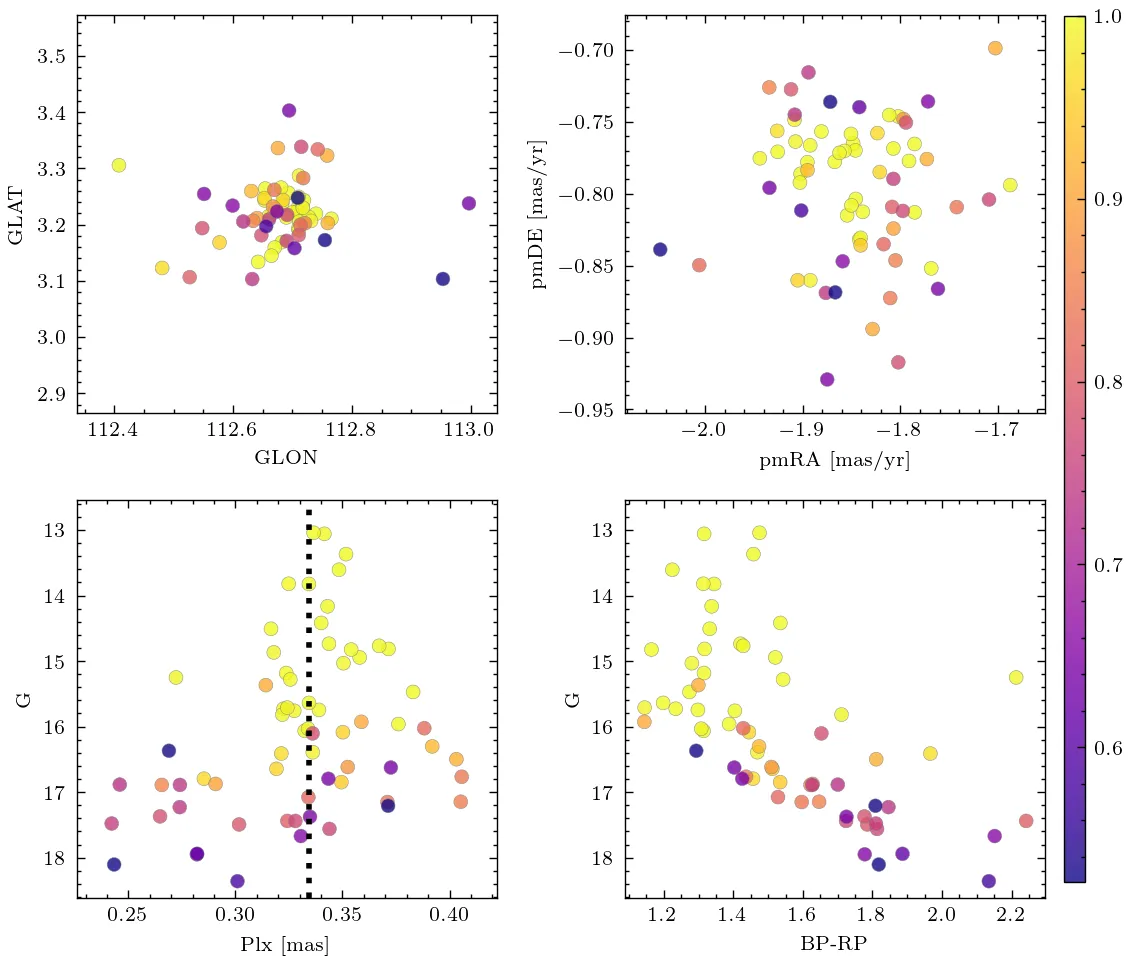 3.5
3.4
3.3
3.2
3.1
3.0
2.9
GLAT
112.4 112.6 112.8 113.0
GLON
−0.70
−0.75
−0.80
−0.85
−0.90
−0.95
pmDE [mas/yr]
−2.0 −1.9 −1.8 −1.7
pmRA [mas/yr]
13
14
15
16
17
18
G
0.25 0.30 0.35 0.40
Plx [mas]
13
14
15
16
17
18
G
1.2 1.4 1.6 1.8 2.0 2.2
BP-RP
1.0
0.9
0.8
0.7
0.6